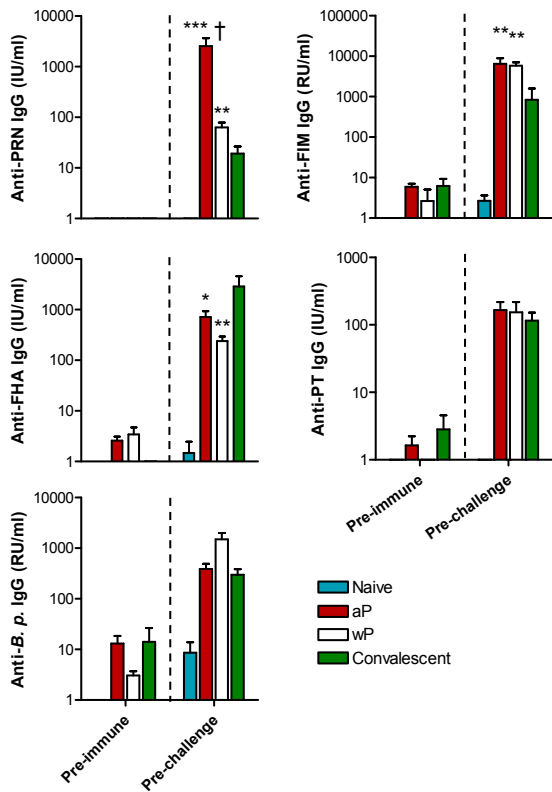 Anti-PRN IgG (IU/ml)
10000
1000
100
10
1
*** †
**
Anti-FIM IgG (RU/ml)
100000
10000
1000
100
10
1
** **
Anti-FHA IgG (IU/ml)
10000
1000
100
10
1
*
**
Anti-PT IgG (IU/ml)
1000
100
10
1
Pre-immune
Pre-challenge
Anti-B. p. IgG (RU/ml)
10000
1000
100
10
1
Pre-immune
Pre-challenge
Naive
aP
wP
Convalescent